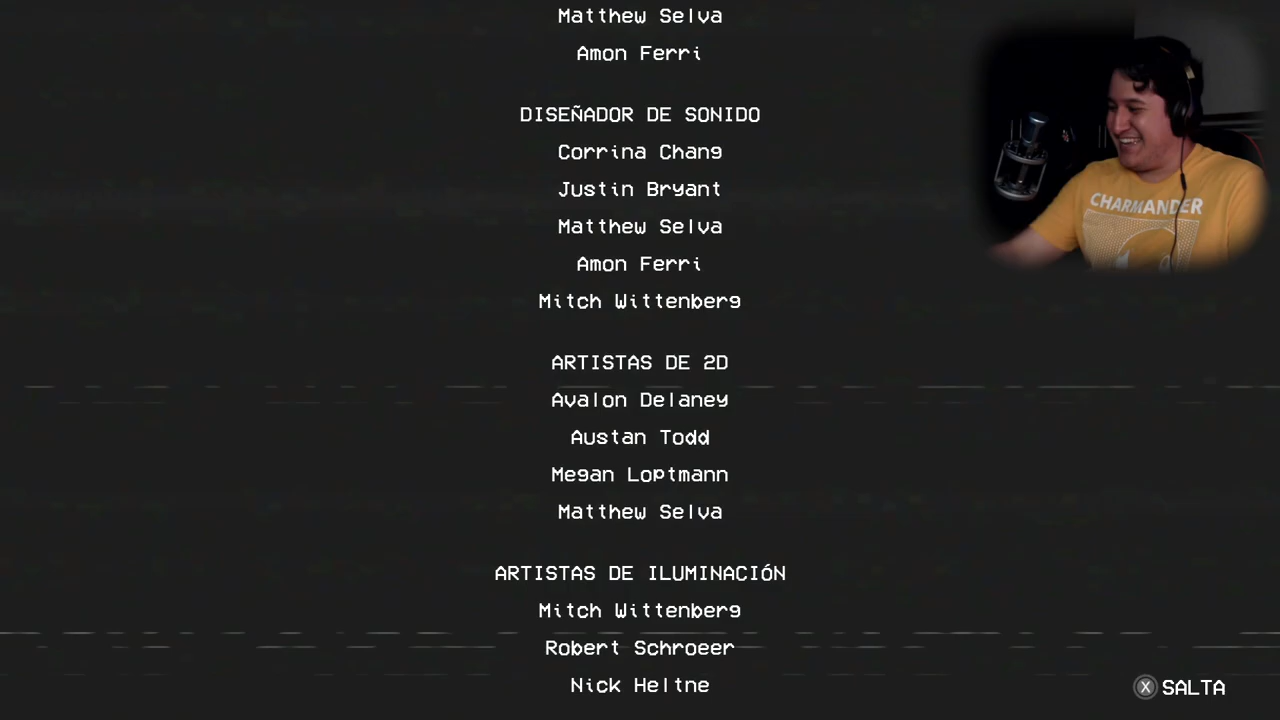 Matthew Selva
Amon Ferri
DISEÑADOR DE SONIDO
Corrina Chang
Justin Bryant
Matthew Selva
Amon Ferri
Mitch Wittenberg
ARTISTAS DE 2D
Avalon Delaney
Austan Todd
Megan Loptmann
Matthew Selva
ARTISTAS DE ILUMINACIÓN
Mitch Wittenberg
Robert Schroeer
Nick Heltne
X SALTA
CHARMANDER